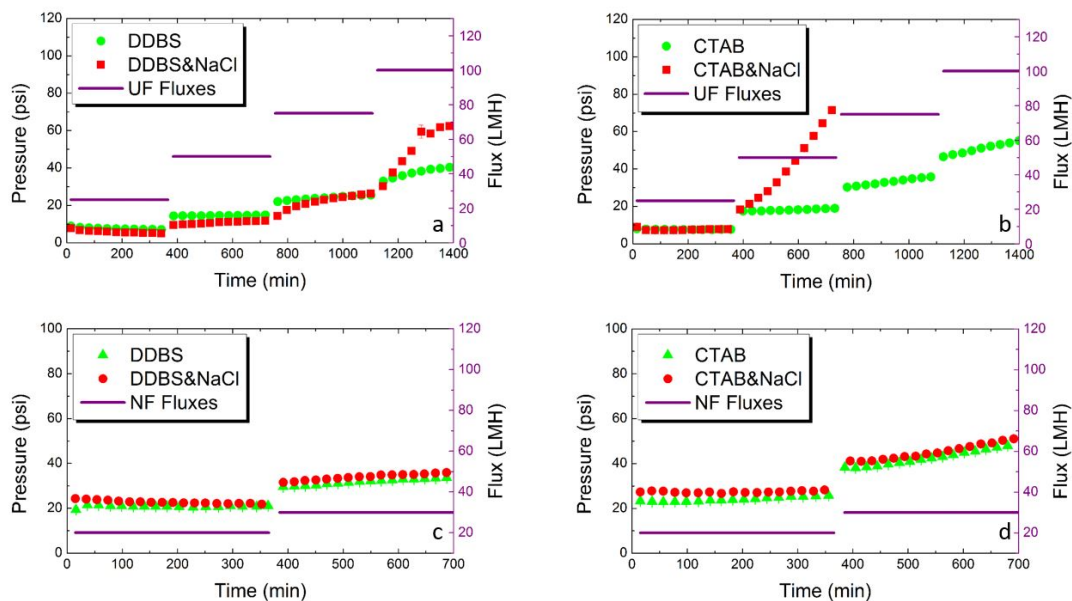 120
DDBS
DDBS&NaCl
UF Fluxes
Pressure (psi)
120
100
80
60
40
20
0
0 200 400 600 800 1000 1200 1400
Time (min)
120
100
80
60
40
20
0
Flux (LMH)
a
120
CTAB
CTAB&NaCl
UF Fluxes
Pressure (psi)
100
80
60
40
20
0
0 200 400 600 800 1000 1200 1400
Time (min)
120
100
80
60
40
20
0
Flux (LMH)
b
DDBS
DDBS&NaCl
NF Fluxes
Pressure (psi)
100
80
60
40
20
0
0 100 200 300 400 500 600 700
Time (min)
120
100
80
60
40
20
Flux (LMH)
c
CTAB
CTAB&NaCl
NF Fluxes
Pressure (psi)
100
80
60
40
20
0
0 100 200 300 400 500 600 700
Time (min)
120
100
80
60
40
20
Flux (LMH)
d